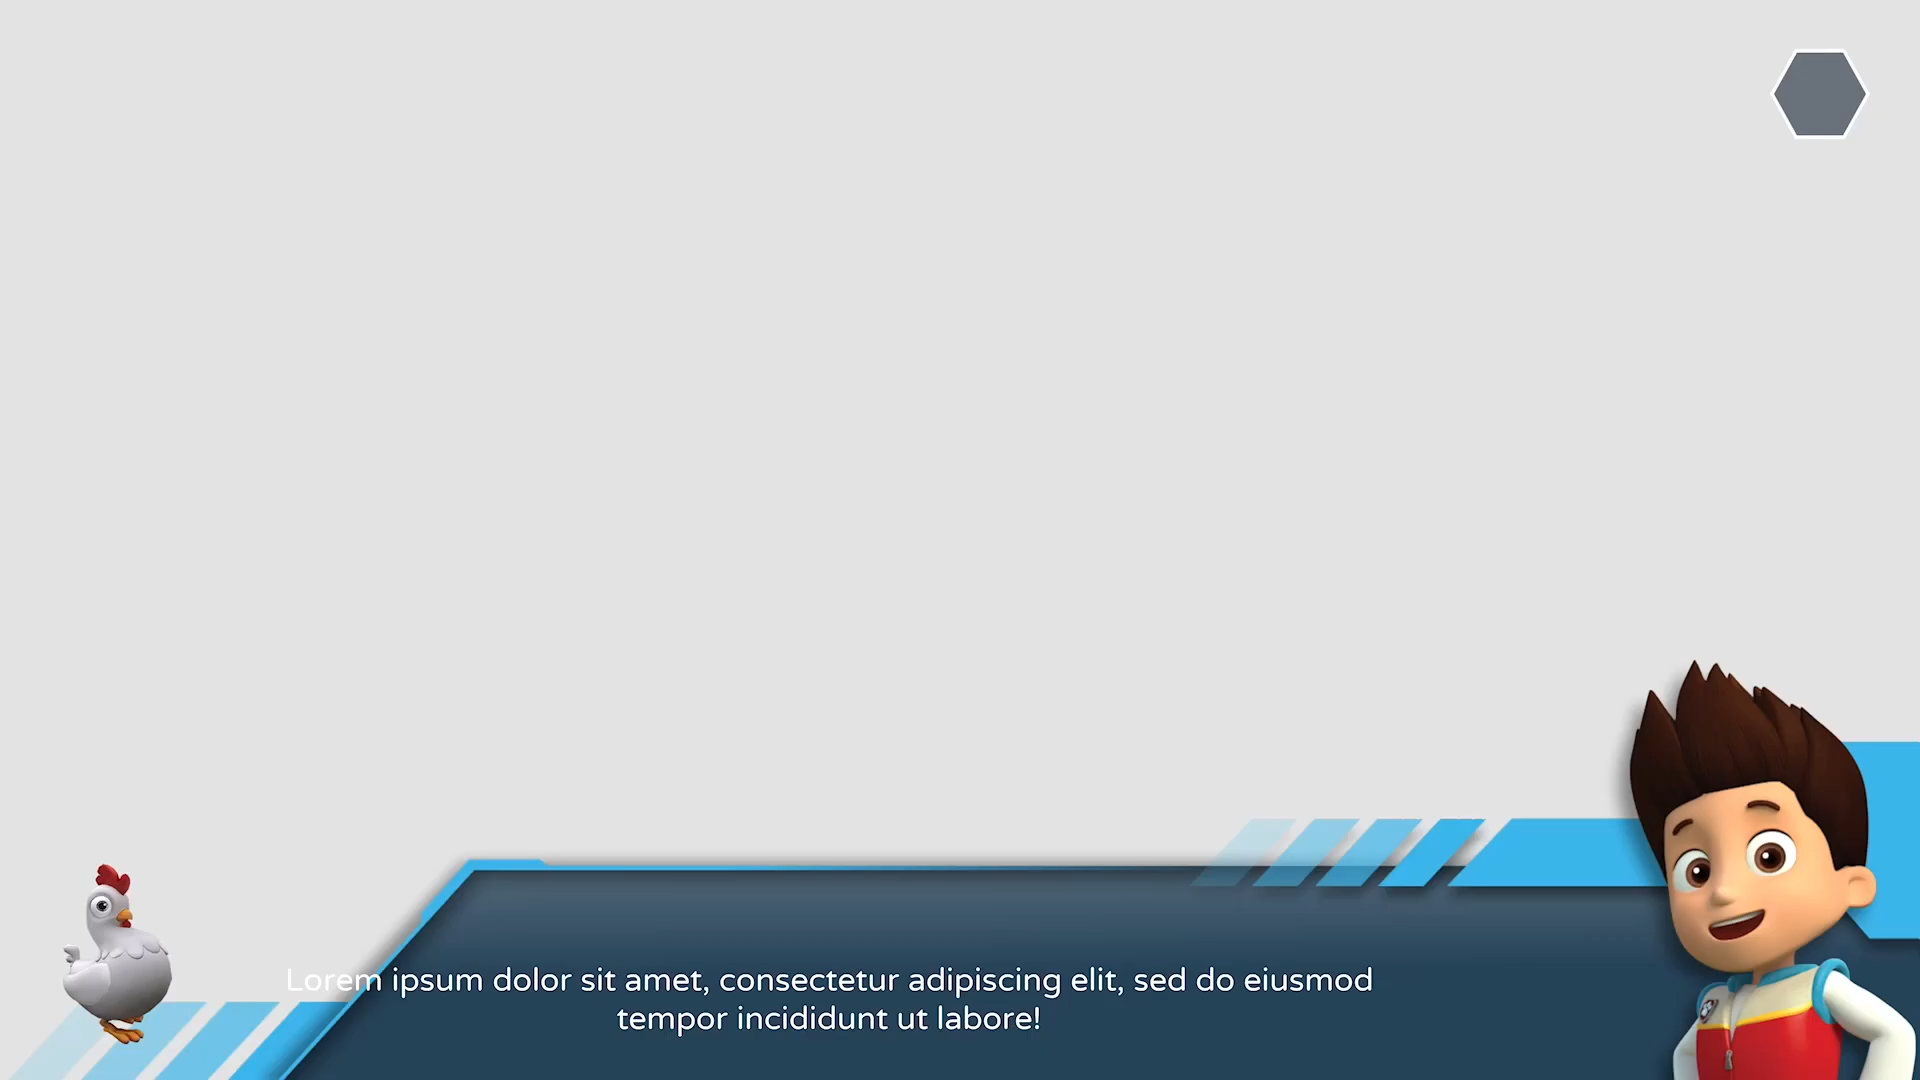 Lorem ipsum dolor sit amet, consectetur adipiscing elit, sed do eiusmod
tempor incididunt ut labore!